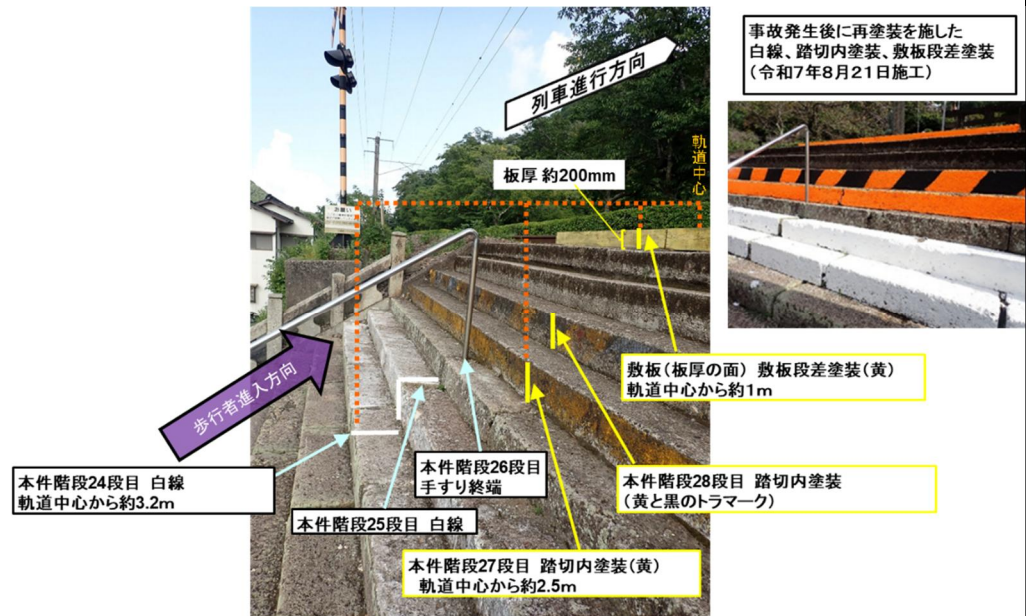 列車進行方向
事故発生後に再塗装を施した
白線、踏切内塗装、敷板段差塗装
（令和7年8月21日施工）
軌道中心
板厚 約200mm
お願い
敷板（板厚の面） 敷板段差塗装（黄）
軌道中心から約1m
歩行者進入方向
本件階段24段目 白線
軌道中心から約3.2m
本件階段25段目 白線
本件階段26段目
手すり終端
本件階段28段目 踏切内塗装
（黄と黒のトラマーク）
本件階段27段目 踏切内塗装（黄）
軌道中心から約2.5m